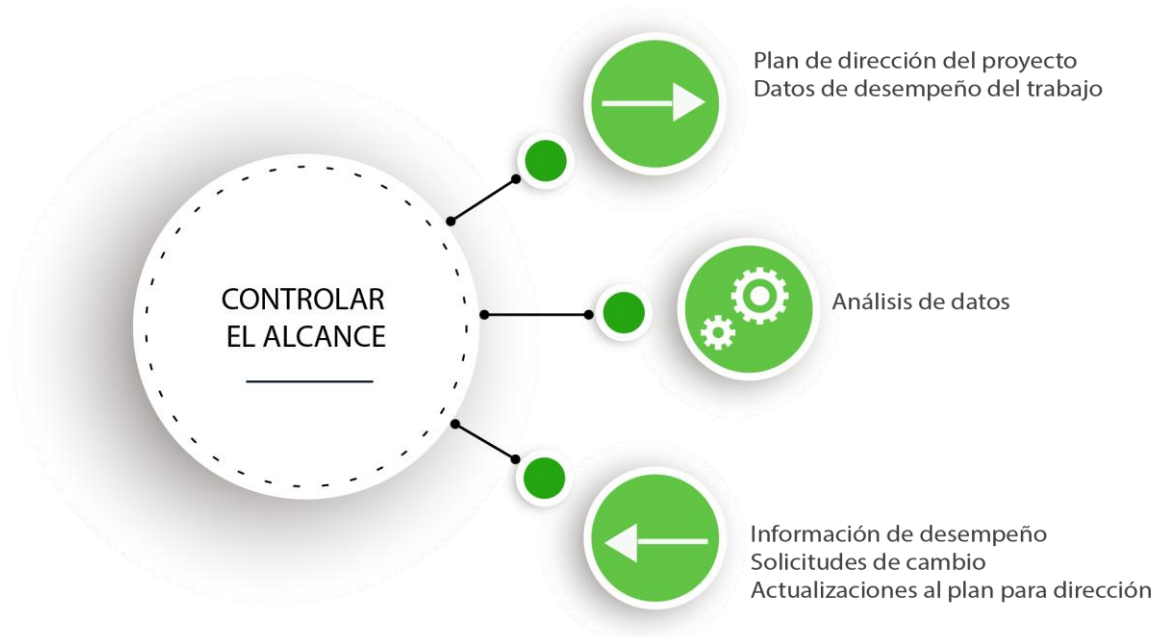 CONTROLAR
EL ALCANCE
Plan de dirección del proyecto
Datos de desempeño del trabajo
Análisis de datos
Información de desempeño
Solicitudes de cambio
Actualizaciones al plan para dirección